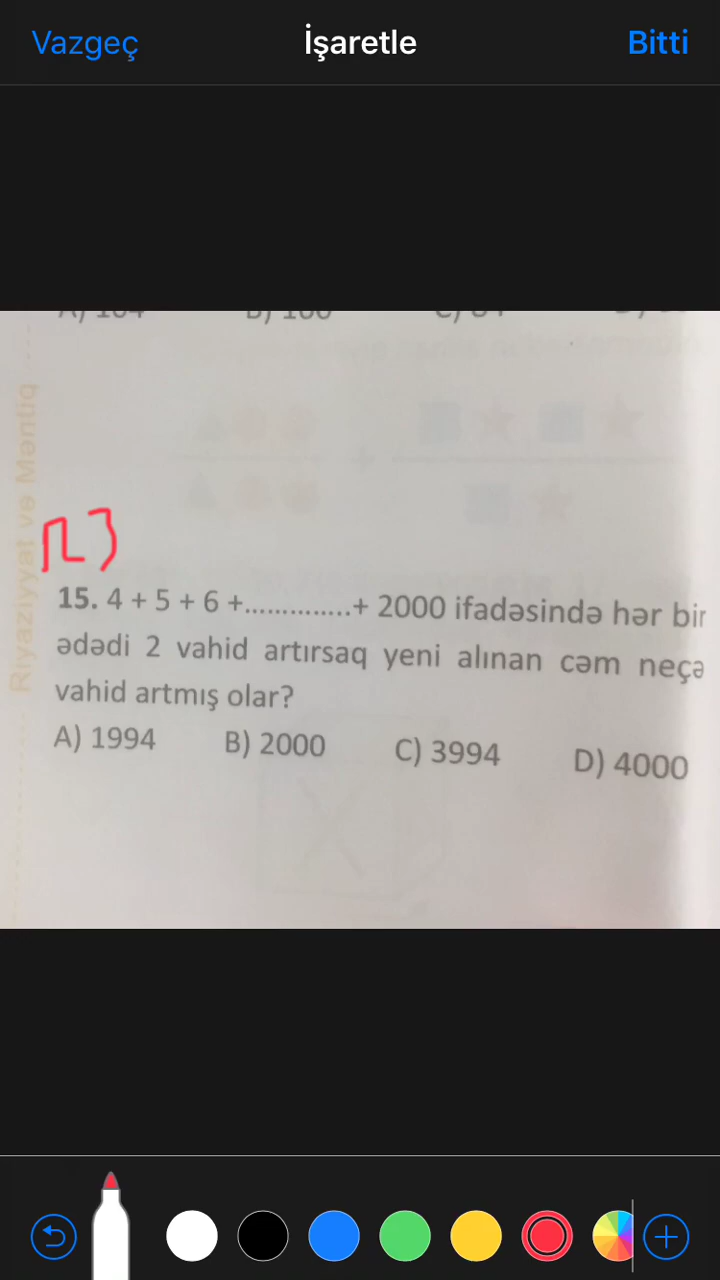 Vazgeç İşaretle Bitti
Riyaziyyat və Məntiq
15. 4 + 5 + 6 +..............+ 2000 ifadəsində hər bir
ədədi 2 vahid artırsaq yeni alınan cəm neçə
vahid artmış olar?
A) 1994 B) 2000 C) 3994 D) 4000